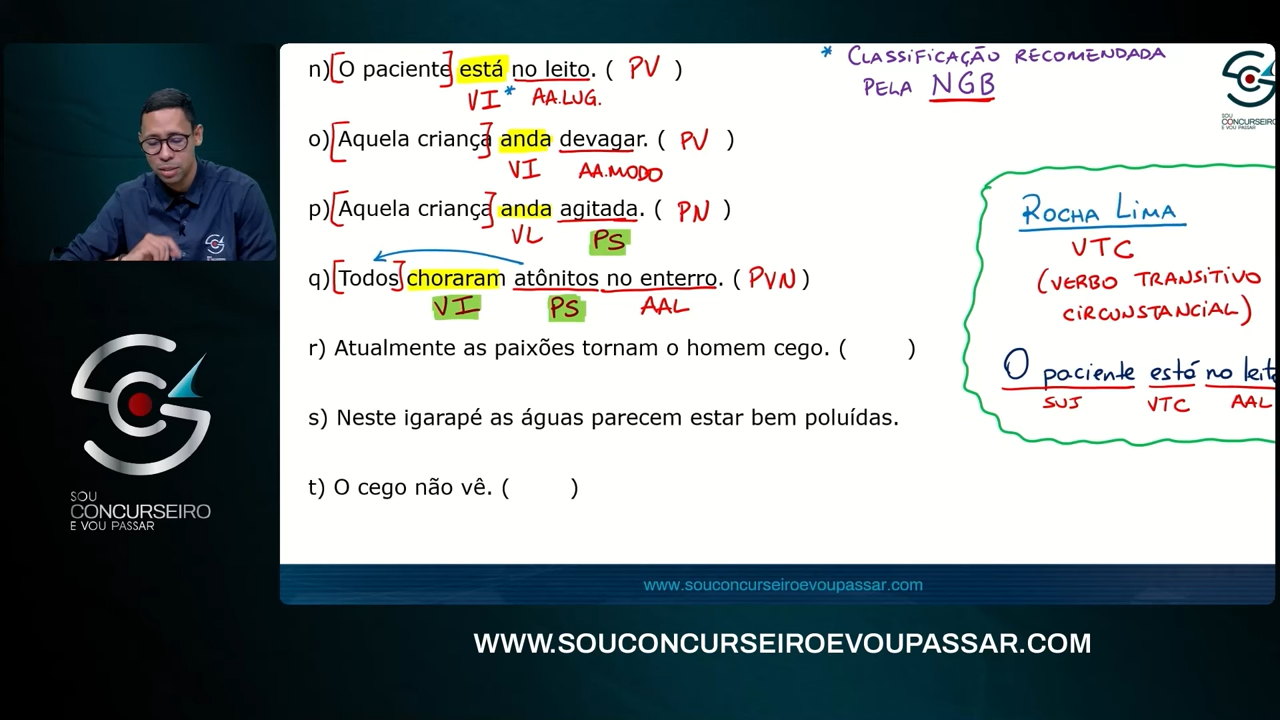 n) [O paciente] está no leito. ( PV )
VI * AA.LUG.
* CLASSIFICAÇÃO RECOMENDADA
PELA NGB
SOU
CONCURSEIRO
E VOU PASSAR
o) [Aquela criança] anda devagar. ( PV )
VI AA.MODO
p) [Aquela criança] anda agitada. ( PN )
VL PS
q) [Todos] choraram atônitos no enterro. ( PVN )
VI PS AAL
r) Atualmente as paixões tornam o homem cego. ( )
s) Neste igarapé as águas parecem estar bem poluídas.
t) O cego não vê. ( )
ROCHA LIMA
VTC
(VERBO TRANSITIVO
CIRCUNSTANCIAL)
O paciente está no leito
SUJ VTC AAL
SOU
CONCURSEIRO
E VOU PASSAR
www.souconcurseiroevoupassar.com
WWW.SOUCONCURSEIROEVOUPASSAR.COM